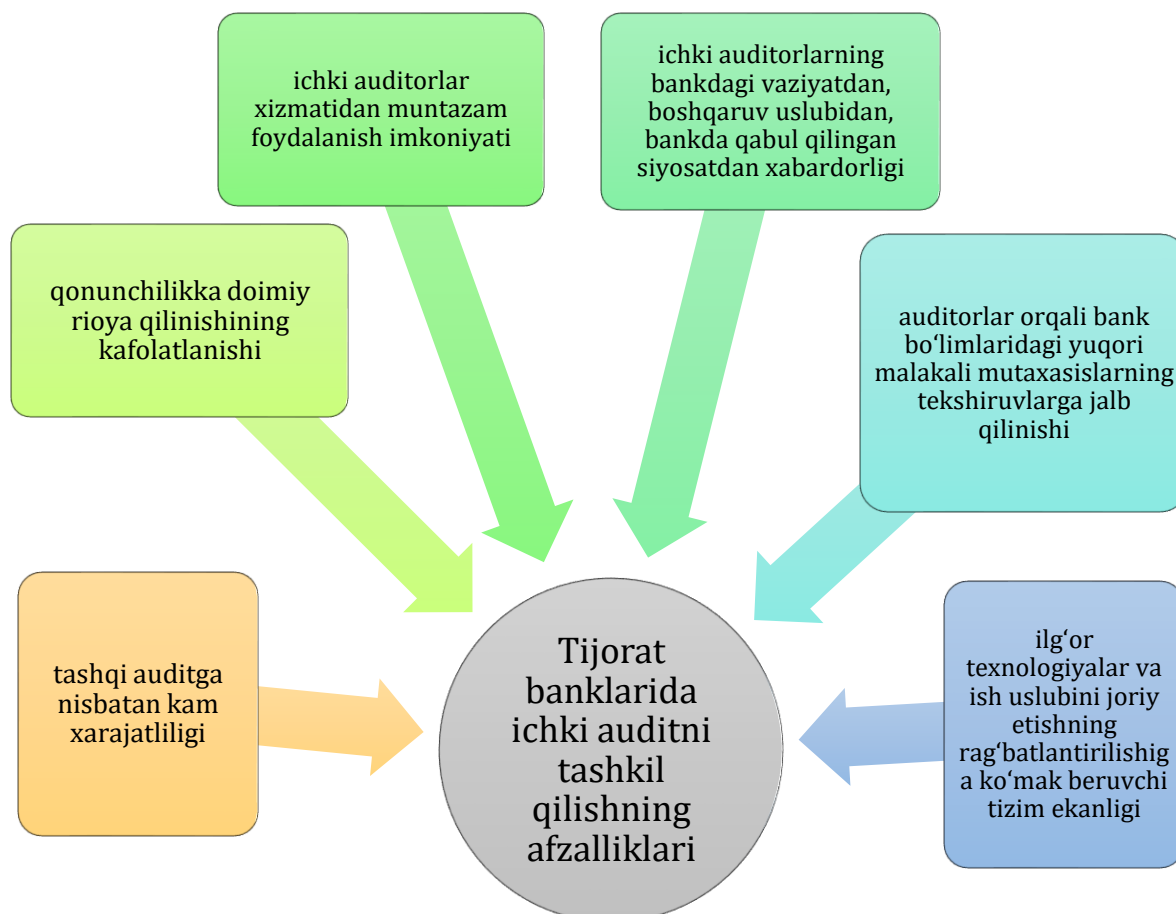 ichki auditorlar
xizmatidan muntazam
foydalanish imkoniyati
ichki auditorlarning
bankdagi vaziyatdan,
boshqaruv uslubidan,
bankda qabul qilingan
siyosatdan xabardorligi
qonunchilikka doimiy
rioya qilinishining
kafolatlanishi
auditorlar orqali bank
bo‘limlaridagi yuqori
malakali mutaxasislarning
tekshiruvlarga jalb
qilinishi
tashqi auditga
nisbatan kam
xarajatliligi
Tijorat
banklarida
ichki auditni
tashkil
qilishning
afzalliklari
ilg‘or
texnologiyalar va
ish uslubini joriy
etishning
rag‘batlantirilishig
a ko‘mak beruvchi
tizim ekanligi